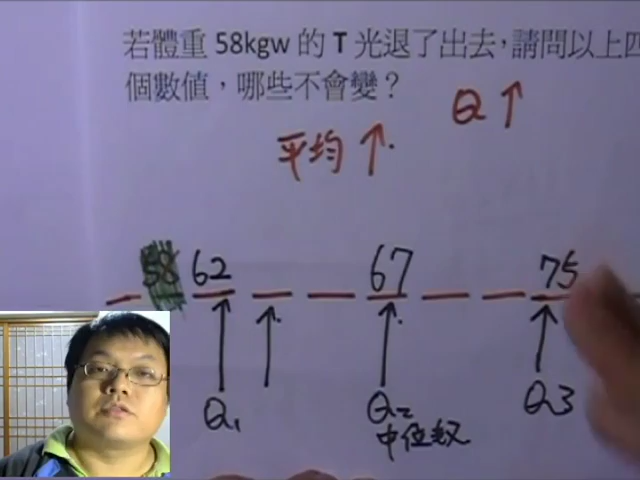 若體重 58kgw 的 T 光退了出去，請問以上四
個數值，哪些不會變？
平均↑
Q↑
58 62 67 75
Q₁ Q₂ Q3
中位數